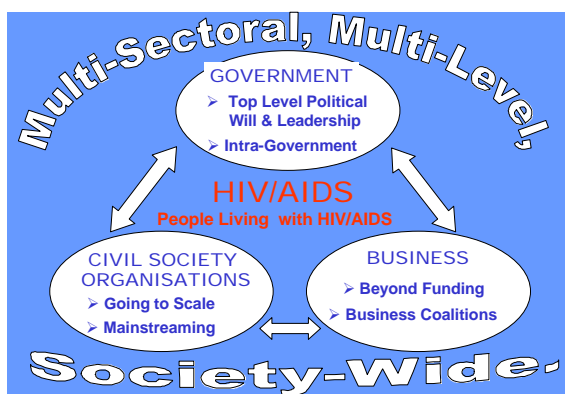 Multi-Sectoral, Multi-Level,
GOVERNMENT
➢ Top Level Political
Will & Leadership
➢ Intra-Government
HIV/AIDS
People Living with HIV/AIDS
CIVIL SOCIETY
ORGANISATIONS
➢ Going to Scale
➢ Mainstreaming
BUSINESS
➢ Beyond Funding
➢ Business Coalitions
Society-Wide.